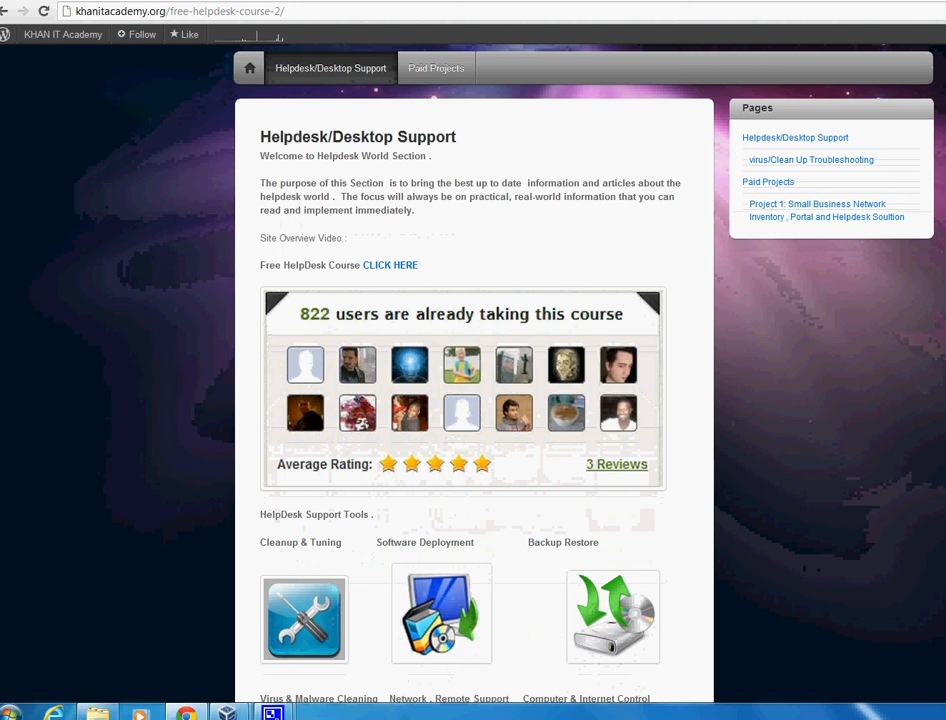 khanitacademy.org/free-helpdesk-course-2/
KHAN IT Academy Follow Like
Helpdesk/Desktop Support Paid Projects
Helpdesk/Desktop Support
Welcome to Helpdesk World Section .
The purpose of this Section is to bring the best up to date information and articles about the
helpdesk world . The focus will always be on practical, real-world information that you can
read and implement immediately.
Site Overview Video :
Free HelpDesk Course CLICK HERE
822 users are already taking this course
Average Rating: 3 Reviews
HelpDesk Support Tools .
Cleanup & Tuning Software Deployment Backup Restore
Virus & Malware Cleaning Network , Remote Support Computer & Internet Control
Pages
Helpdesk/Desktop Support
virus/Clean Up Troubleshooting
Paid Projects
Project 1: Small Business Network
Inventory , Portal and Helpdesk Soultion